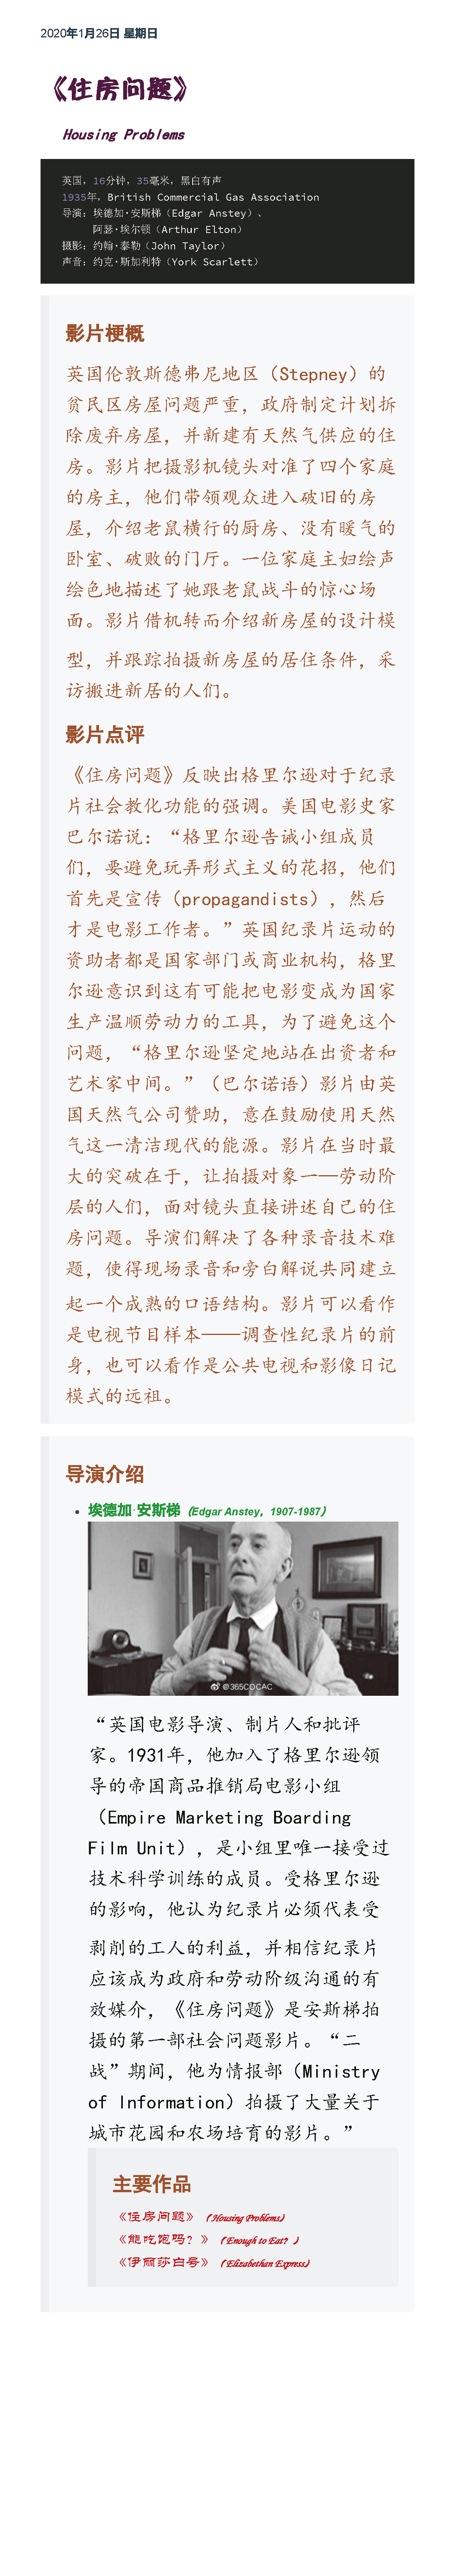 2020年1月26日 星期日
《住房问题》
Housing Problems
英国，16分钟，35毫米，黑白有声
1935年，British Commercial Gas Association
导演：埃德加·安斯梯（Edgar Anstey）、
阿瑟·埃尔顿（Arthur Elton）
摄影：约翰·泰勒（John Taylor）
声音：约克·斯加利特（York Scarlett）
影片梗概
英国伦敦斯德弗尼地区（Stepney）的
贫民区房屋问题严重，政府制定计划拆
除废弃房屋，并新建有天然气供应的住
房。影片把摄影机镜头对准了四个家庭
的房主，他们带领观众进入破旧的房
屋，介绍老鼠横行的厨房、没有暖气的
卧室、破败的门厅。一位家庭主妇绘声
绘色地描述了她跟老鼠战斗的惊心场
面。影片借机转而介绍新房屋的设计模
型，并跟踪拍摄新房屋的居住条件，采
访搬进新居的人们。
影片点评
《住房问题》反映出格里尔逊对于纪录
片社会教化功能的强调。美国电影史家
巴尔诺说：“格里尔逊告诫小组成员
们，要避免玩弄形式主义的花招，他们
首先是宣传（propagandists），然后
才是电影工作者。”英国纪录片运动的
资助者都是国家部门或商业机构，格里
尔逊意识到这有可能把电影变成为国家
生产温顺劳动力的工具，为了避免这个
问题，“格里尔逊坚定地站在出资者和
艺术家中间。”（巴尔诺语）影片由英
国天然气公司赞助，意在鼓励使用天然
气这一清洁现代的能源。影片在当时最
大的突破在于，让拍摄对象一—劳动阶
层的人们，面对镜头直接讲述自己的住
房问题。导演们解决了各种录音技术难
题，使得现场录音和旁白解说共同建立
起一个成熟的口语结构。影片可以看作
是电视节目样本——调查性纪录片的前
身，也可以看作是公共电视和影像日记
模式的远祖。
导演介绍
埃德加·安斯梯（Edgar Anstey，1907-1987）
@365COCAC
“英国电影导演、制片人和批评
家。1931年，他加入了格里尔逊领
导的帝国商品推销局电影小组
（Empire Marketing Boarding
Film Unit），是小组里唯一接受过
技术科学训练的成员。受格里尔逊
的影响，他认为纪录片必须代表受
剥削的工人的利益，并相信纪录片
应该成为政府和劳动阶级沟通的有
效媒介，《住房问题》是安斯梯拍
摄的第一部社会问题影片。“二
战”期间，他为情报部（Ministry
of Information）拍摄了大量关于
城市花园和农场培育的影片。”
主要作品
《住房问题》（Housing Problems）
《能吃饱吗？》（Enough to Eat？）
《伊丽莎白号》（Elizabethan Express）